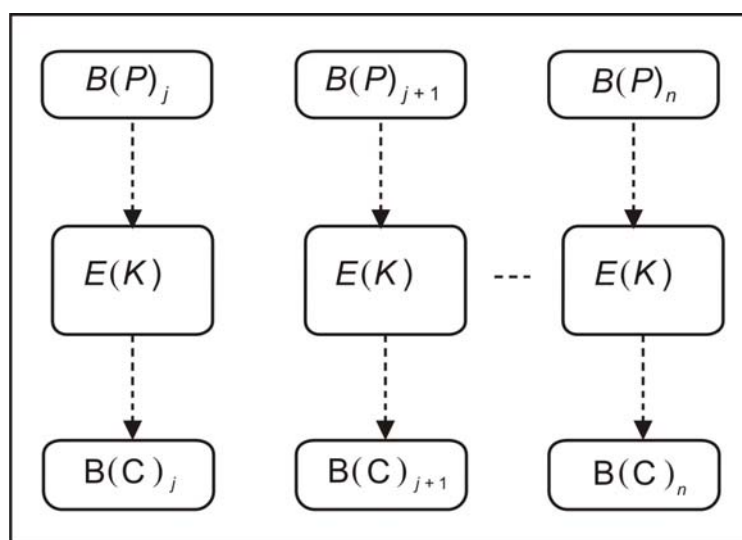 B(P)j B(P)j + 1 B(P)n
E(K) E(K) --- E(K)
B(C)j B(C)j + 1 B(C)n